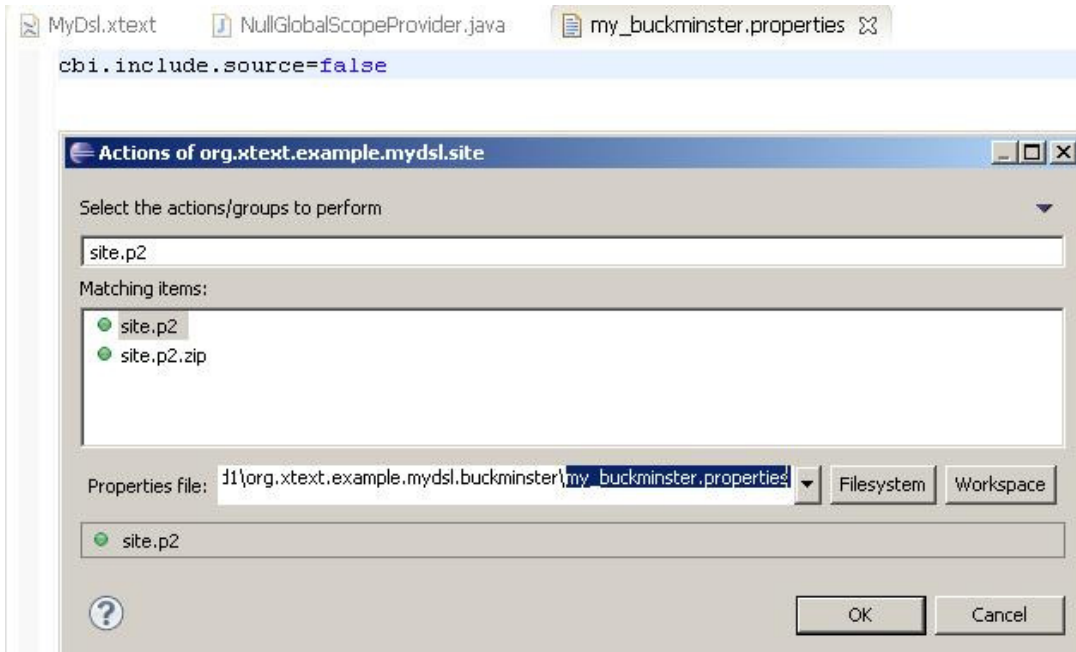 MyDsl.xtext NullGlobalScopeProvider.java my_buckminster.properties
cbi.include.source=false
Actions of org.xtext.example.mydsl.site
Select the actions/groups to perform
site.p2
Matching items:
site.p2
site.p2.zip
Properties file: d1\org.xtext.example.mydsl.buckminster\my_buckminster.properties Filesystem Workspace
site.p2
? OK Cancel